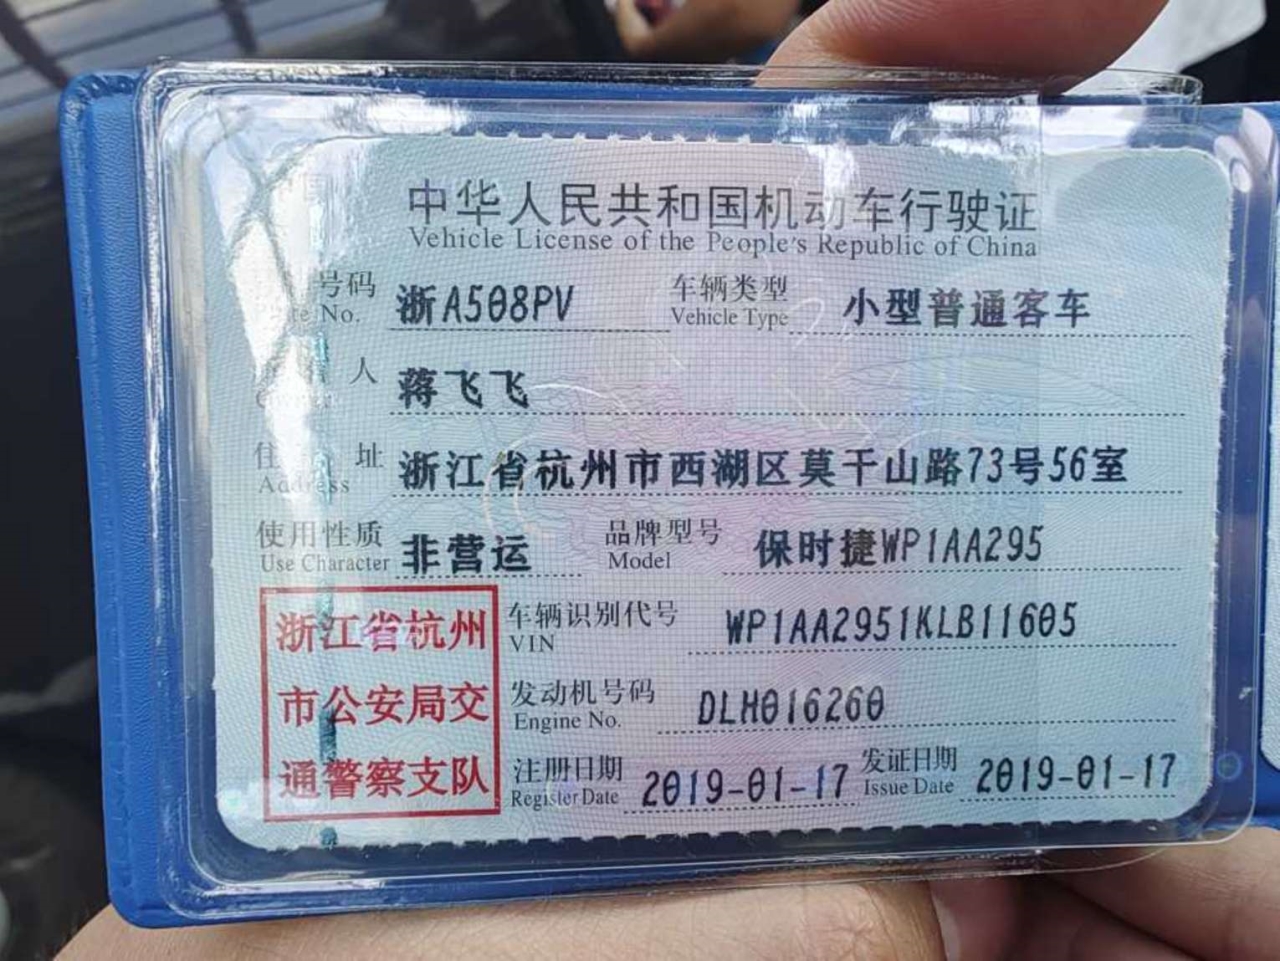 中华人民共和国机动车行驶证
Vehicle License of the People's Republic of China
号码 浙A508PV 车辆类型 小型普通客车
No. Vehicle Type
人 蒋飞飞
住 址 浙江省杭州市西湖区莫干山路73号56室
Address
使用性质 非营运 品牌型号 保时捷WP1AA295
Use Character Model
浙江省杭州
市公安局交
通警察支队
车辆识别代号 WP1AA2951KLB11605
VIN
发动机号码 DLH016260
Engine No.
注册日期 2019-01-17 发证日期 2019-01-17
Register Date Issue Date